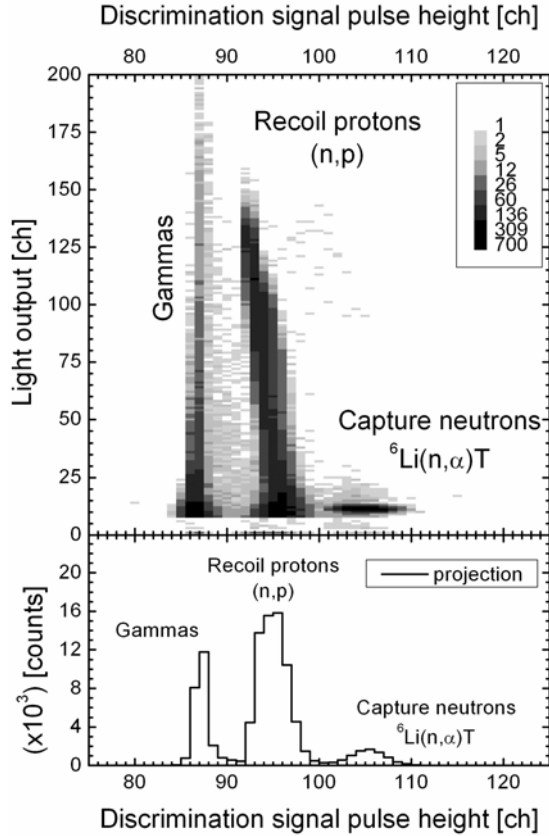 Discrimination signal pulse height [ch]
80 90 100 110 120
200
175
150
125
100
75
50
25
0
Light output [ch]
Recoil protons
(n,p)
Gammas
Capture neutrons
⁶Li(n,α)T
1
2
5
12
26
60
136
309
700
20
16
12
8
4
0
(x10³) [counts]
Recoil protons
(n,p)
projection
Gammas
Capture neutrons
⁶Li(n,α)T
80 90 100 110 120
Discrimination signal pulse height [ch]